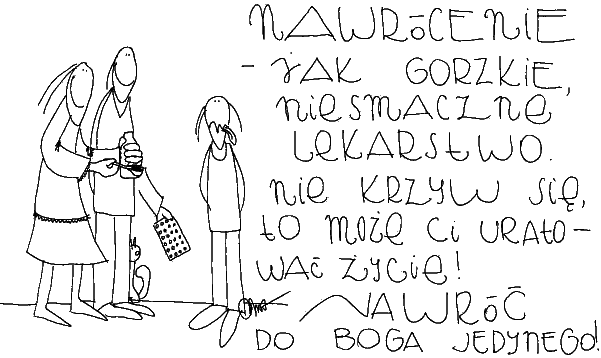 NAWRÓCENIE
- JAK GORZKIE,
NIESMACZNE
LEKARSTWO.
NIE KRZYW SIĘ,
TO MOŻE CI URATO-
WAĆ ŻYCIE!
NAWRÓĆ
DO BOGA JEDYNEGO!